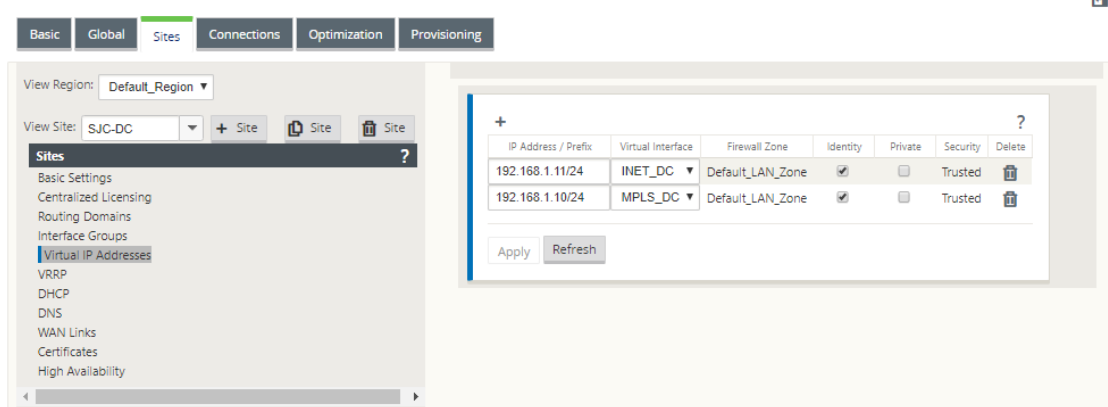 Basic Global Sites Connections Optimization Provisioning
View Region: Default_Region ▼
View Site: SJC-DC + Site Site Site
Sites ?
Basic Settings
Centralized Licensing
Routing Domains
Interface Groups
Virtual IP Addresses
VRRP
DHCP
DNS
WAN Links
Certificates
High Availability
+ ?
IP Address / Prefix Virtual Interface Firewall Zone Identity Private Security Delete
192.168.1.11/24 INET_DC ▼ Default_LAN_Zone Trusted
192.168.1.10/24 MPLS_DC ▼ Default_LAN_Zone Trusted
Apply Refresh